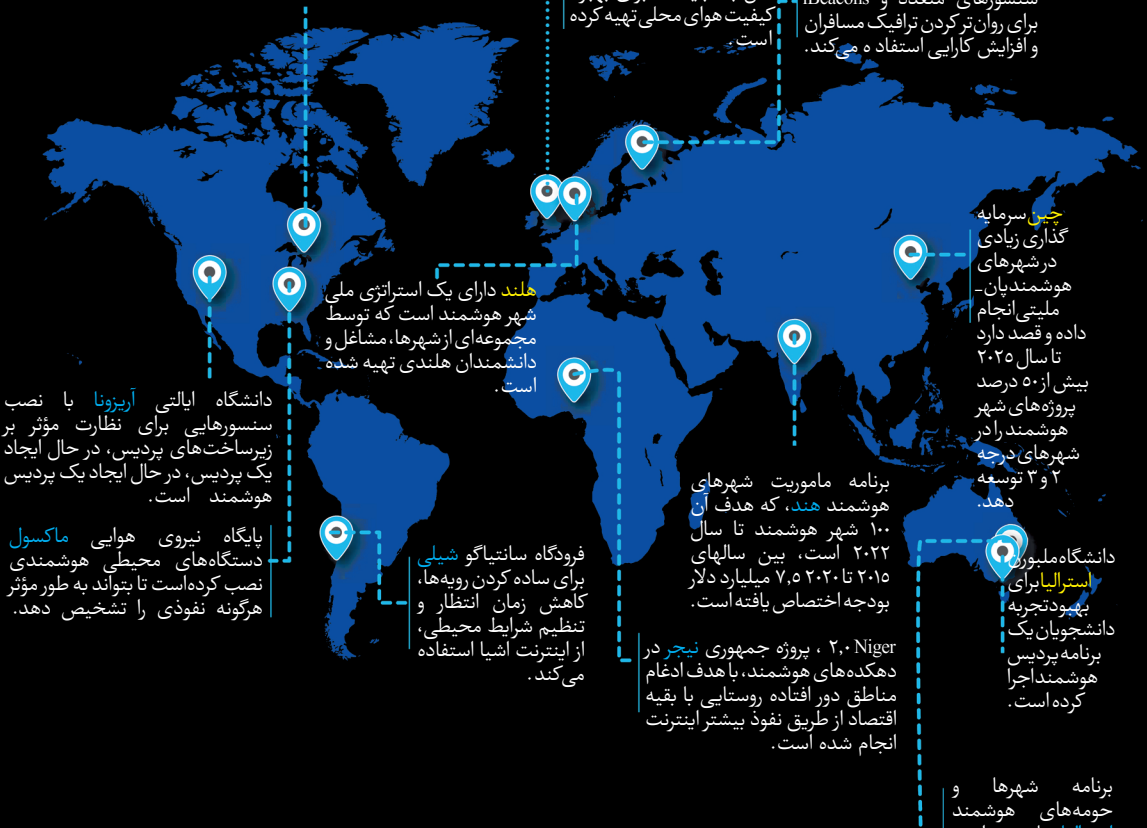 برای روان‌تر کردن ترافیک مسافران
و افزایش کارایی استفاد ه می‌کند.
کیفیت هوای محلی تهیه کرده
است.
چین سرمایه
گذاری زیادی
در شهرهای
هوشمند پان-
ملیتی انجام
داده و قصد دارد
تا سال ۲۰۲۵
بیش از ۵۰ درصد
پروژه‌های شهر
هوشمند را در
شهرهای درجه
۲ و ۳ توسعه
دهد.
هلند دارای یک استراتژی ملی
شهر هوشمند است که توسط
مجموعه‌ای از شهرها، مشاغل و
دانشمندان هلندی تهیه شده
است.
دانشگاه ایالتی آریزونا با نصب
سنسورهایی برای نظارت مؤثر بر
زیرساخت‌های پردیس، در حال ایجاد
یک پردیس، در حال ایجاد یک پردیس
هوشمند است.
پایگاه نیروی هوایی ماکسول
دستگاه‌های محیطی هوشمندی
نصب کرده‌است تا بتواند به طور مؤثر
هرگونه نفوذی را تشخیص دهد.
فرودگاه سانتیاگو شیلی
برای ساده کردن رویه‌ها،
کاهش زمان انتظار و
تنظیم شرایط محیطی،
از اینترنت اشیا استفاده
می‌کند.
برنامه ماموریت شهرهای
هوشمند هند، که هدف آن
۱۰۰ شهر هوشمند تا سال
۲۰۲۲ است، بین سالهای
۲۰۱۵ تا ۲۰۲۰ ۷٫۵ میلیارد دلار
بودجه اختصاص یافته است.
Niger ۲٫۰ ، پروژه جمهوری نیجر در
دهکده‌های هوشمند، با هدف ادغام
مناطق دور افتاده روستایی با بقیه
اقتصاد از طریق نفوذ بیشتر اینترنت
انجام شده است.
دانشگاه ملبورن
استرالیا برای
بهبود تجربه
دانشجویان یک
برنامه پردیس
هوشمند اجرا
کرده است.
برنامه شهرها و
حومه‌های هوشمند